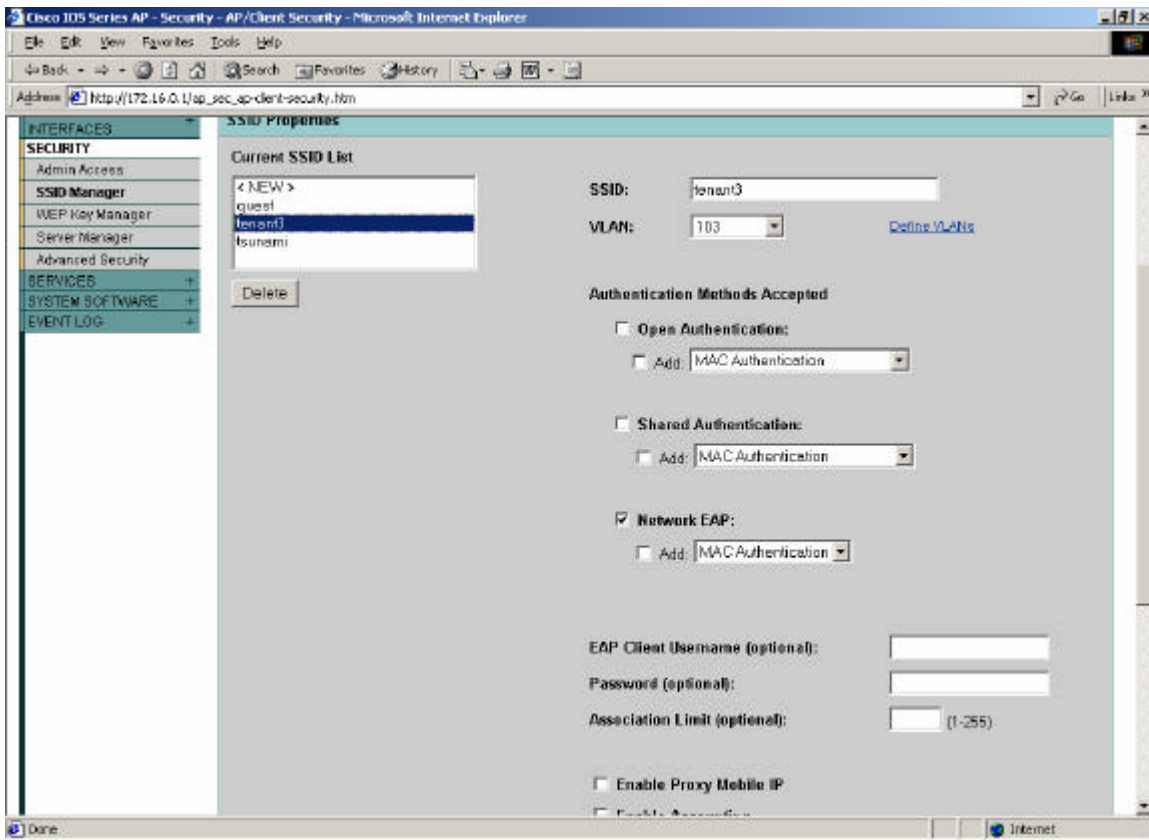 Cisco IOS Series AP - Security - AP/Client Security - Microsoft Internet Explorer
File Edit View Favorites Tools Help
Back Search Favorites History
Address http://172.16.0.1/ap_sec_ap-client-security.htm Go Links »
INTERFACES +
SECURITY
Admin Access
SSID Manager
WEP Key Manager
Server Manager
Advanced Security
SERVICES +
SYSTEM SOFTWARE +
EVENT LOG +
SSID Properties
Current SSID List
< NEW >
guest
tenant3
tsunami
Delete
SSID: tenant3
VLAN: 103 Define VLANs
Authentication Methods Accepted
Open Authentication:
Add: MAC Authentication
Shared Authentication:
Add: MAC Authentication
Network EAP:
Add: MAC Authentication
EAP Client Username (optional):
Password (optional):
Association Limit (optional): (1-255)
Enable Proxy Mobile IP
Enable Accounting
Done Internet